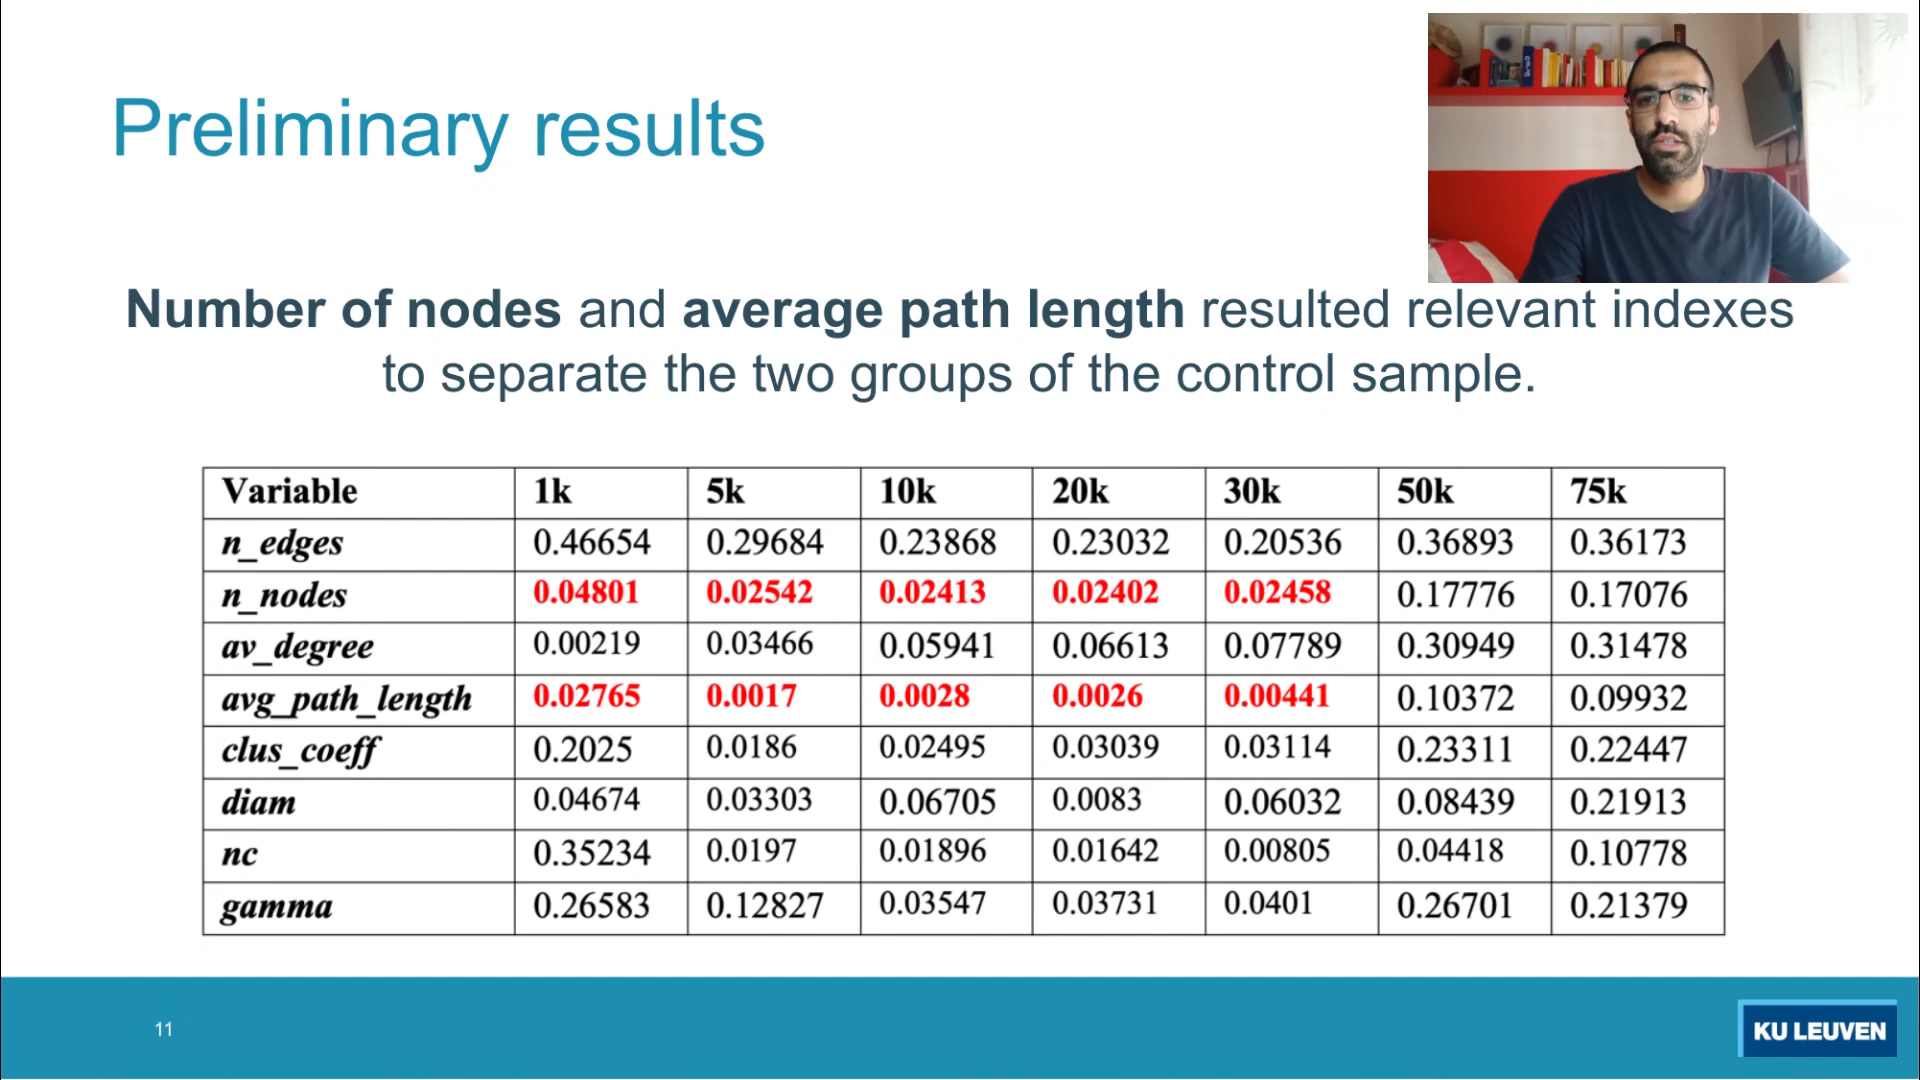 Preliminary results
Number of nodes and average path length resulted relevant indexes
to separate the two groups of the control sample.
Variable 1k 5k 10k 20k 30k 50k 75k
n_edges 0.46654 0.29684 0.23868 0.23032 0.20536 0.36893 0.36173
n_nodes 0.04801 0.02542 0.02413 0.02402 0.02458 0.17776 0.17076
av_degree 0.00219 0.03466 0.05941 0.06613 0.07789 0.30949 0.31478
avg_path_length 0.02765 0.0017 0.0028 0.0026 0.00441 0.10372 0.09932
clus_coeff 0.2025 0.0186 0.02495 0.03039 0.03114 0.23311 0.22447
diam 0.04674 0.03303 0.06705 0.0083 0.06032 0.08439 0.21913
nc 0.35234 0.0197 0.01896 0.01642 0.00805 0.04418 0.10778
gamma 0.26583 0.12827 0.03547 0.03731 0.0401 0.26701 0.21379
11
KU LEUVEN